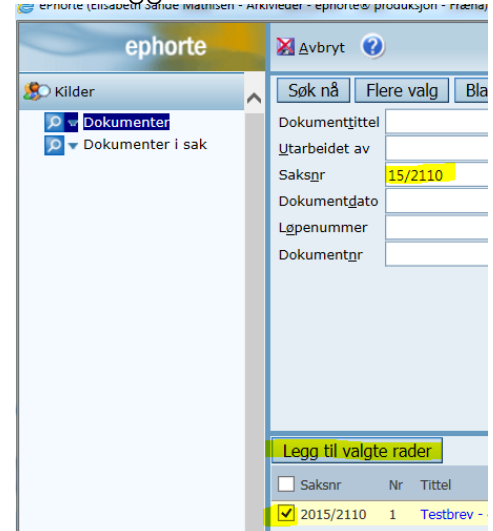 ephorte (Elisabeth Sande Mathisen - Arkivleder - ephorte® produksjon - Fræna)
ephorte
Avbryt
Kilder
Søk nå Flere valg Bla
Dokumenter
Dokumenttittel
Dokumenter i sak
Utarbeidet av
Saksnr 15/2110
Dokumentdato
Løpenummer
Dokumentnr
Legg til valgte rader
Saksnr Nr Tittel
2015/2110 1 Testbrev -